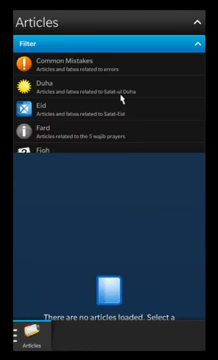 Articles
Filter
Common Mistakes
Articles and fatwa related to errors
Duha
Articles and fatwa related to Salat-ul Duha
Eid
Articles and fatwa related to Salat-Eid
Fard
Articles related to the 5 wajib prayers
Fiqh
There are no articles loaded. Select a
Articles